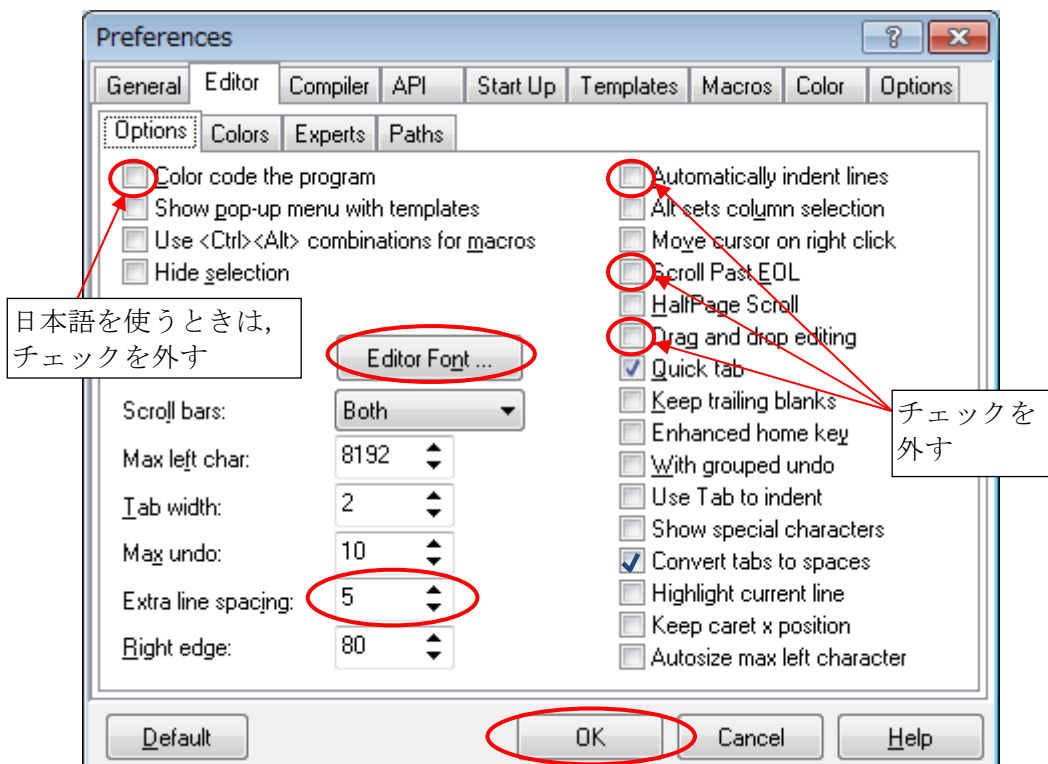 Preferences
General Editor Compiler API Start Up Templates Macros Color Options
Options Colors Experts Paths
Color code the program
Show pop-up menu with templates
Use <Ctrl><Alt> combinations for macros
Hide selection
日本語を使うときは,
チェックを外す
Editor Font ...
Scroll bars: Both
Max left char: 8192
Tab width: 2
Max undo: 10
Extra line spacing: 5
Right edge: 80
Automatically indent lines
Alt sets column selection
Move cursor on right click
Scroll Past EOL
HalfPage Scroll
Drag and drop editing
Quick tab
Keep trailing blanks
Enhanced home key
With grouped undo
Use Tab to indent
Show special characters
Convert tabs to spaces
Highlight current line
Keep caret x position
Autosize max left character
チェックを
外す
Default OK Cancel Help